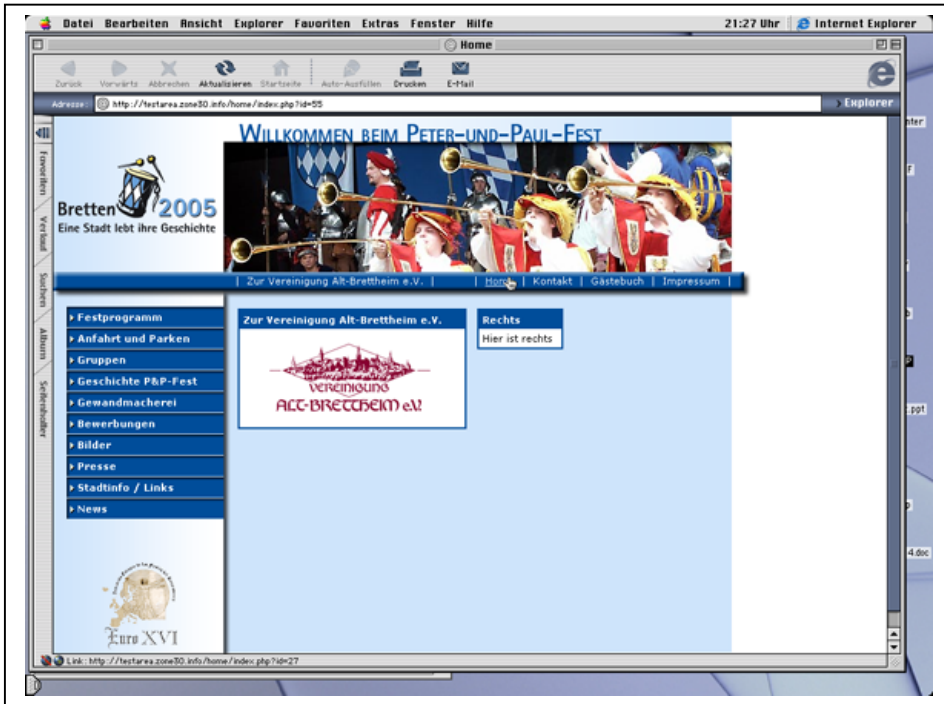 Datei Bearbeiten Ansicht Explorer Favoriten Extras Fenster Hilfe 21:27 Uhr Internet Explorer
Home
Zurück Vorwärts Abbrechen Aktualisieren Startseite Auto-Ausfüllen Drucken E-Mail
Adresse: http://testarea.zone30.info/home/index.php?id=55 Explorer
Favoriten
Verlauf
Suchen
Album
Seitenhalter
WILLKOMMEN BEIM PETER-UND-PAUL-FEST
Bretten 2005
Eine Stadt lebt ihre Geschichte
| Zur Vereinigung Alt-Brettheim e.V. | | Home | Kontakt | Gästebuch | Impressum |
Festprogramm
Anfahrt und Parken
Gruppen
Geschichte P&P-Fest
Gewandmacherei
Bewerbungen
Bilder
Presse
Stadtinfo / Links
News
Zur Vereinigung Alt-Brettheim e.V.
VEREINIGUNG
ALT-BRETTHEIM e.V.
Rechts
Hier ist rechts
Euro XVI
.ppt
4.doc
Link: http://testarea.zone30.info/home/index.php?id=27